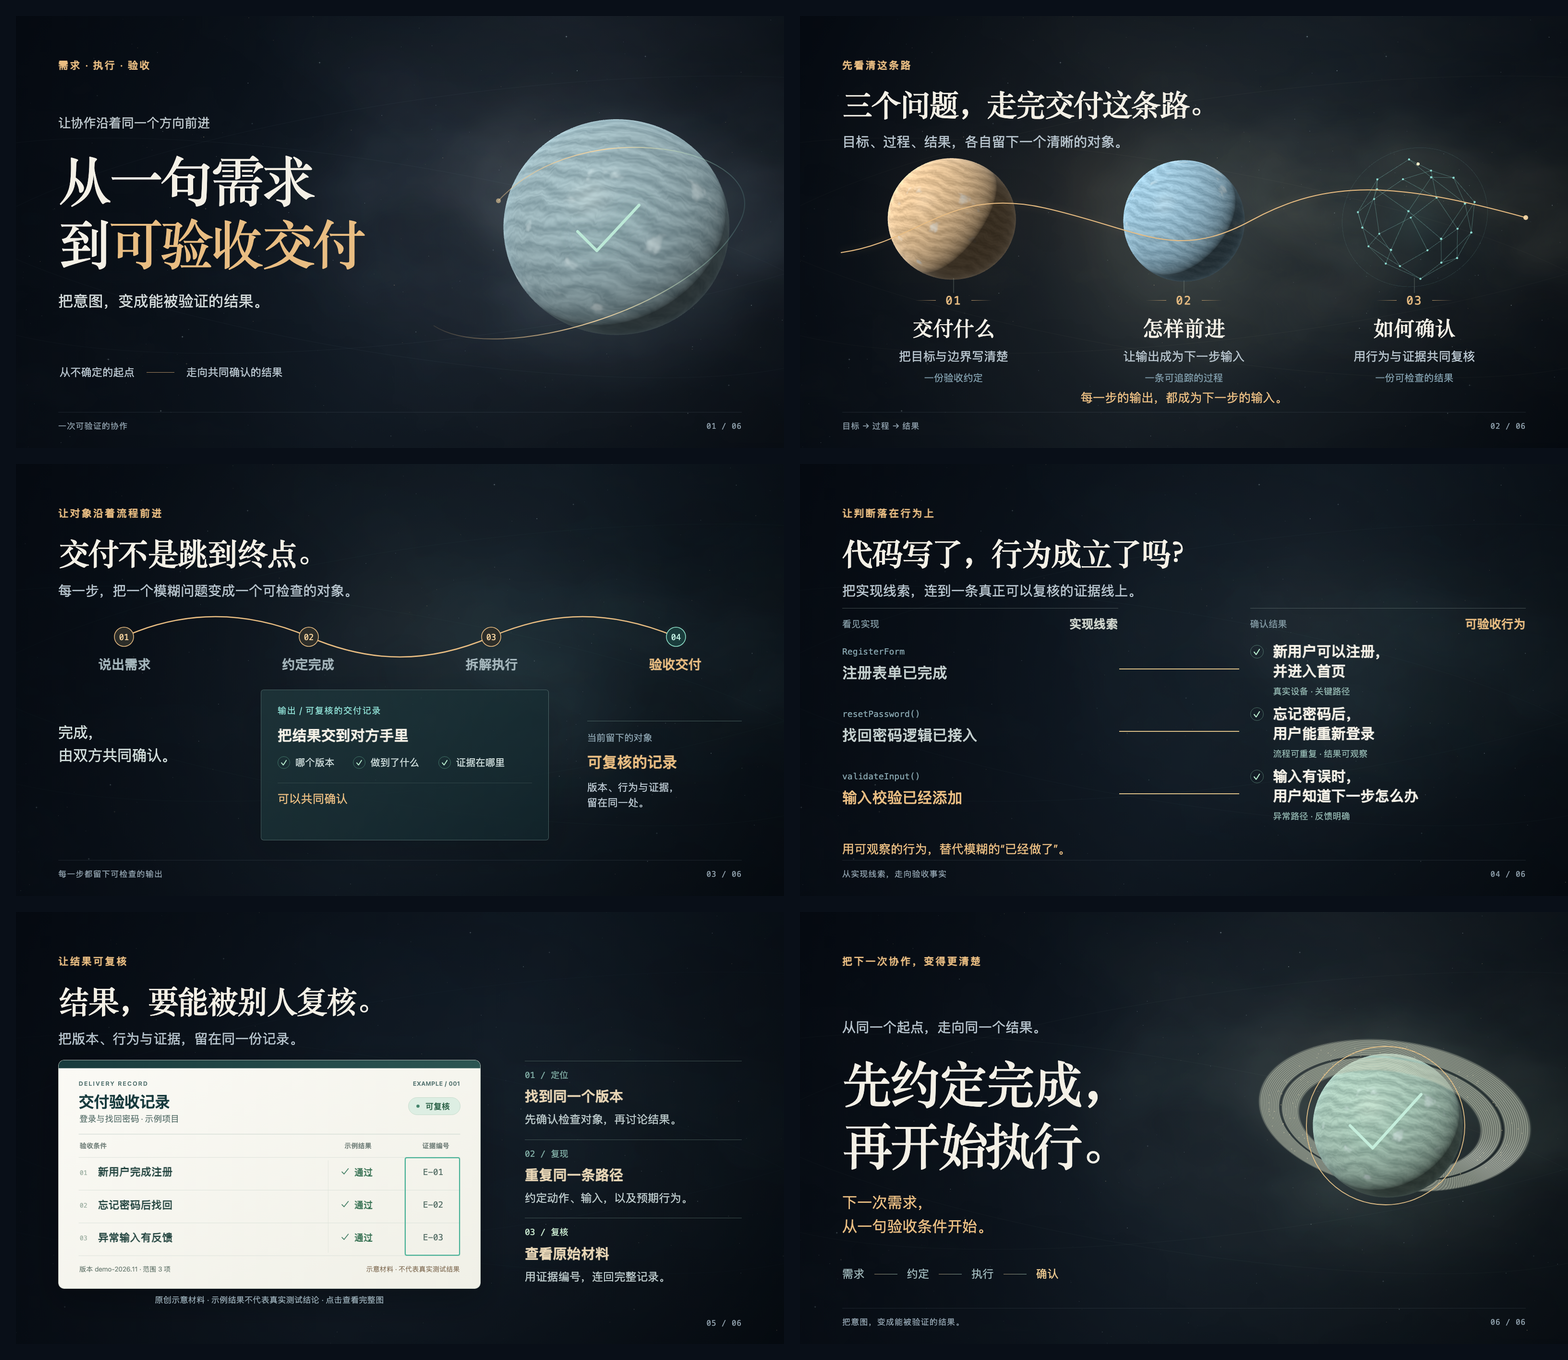 需求 · 执行 · 验收
让协作沿着同一个方向前进
从一句需求
到可验收交付
把意图，变成能被验证的结果。
从不确定的起点 走向共同确认的结果
一次可验证的协作
01 / 06
先看清这条路
三个问题，走完交付这条路。
目标、过程、结果，各自留下一个清晰的对象。
01
交付什么
把目标与边界写清楚
一份验收约定
02
怎样前进
让输出成为下一步输入
一条可追踪的过程
03
如何确认
用行为与证据共同复核
一份可检查的结果
每一步的输出，都成为下一步的输入。
目标 → 过程 → 结果
02 / 06
让对象沿着流程前进
交付不是跳到终点。
每一步，把一个模糊问题变成一个可检查的对象。
01
说出需求
02
约定完成
03
拆解执行
04
验收交付
完成，
由双方共同确认。
输出 / 可复核的交付记录
把结果交到对方手里
哪个版本 做到了什么 证据在哪里
可以共同确认
当前留下的对象
可复核的记录
版本、行为与证据，
留在同一处。
每一步都留下可检查的输出
03 / 06
让判断落在行为上
代码写了，行为成立了吗?
把实现线索，连到一条真正可以复核的证据线上。
看见实现 实现线索
RegisterForm
注册表单已完成
resetPassword()
找回密码逻辑已接入
validateInput()
输入校验已经添加
确认结果 可验收行为
新用户可以注册，
并进入首页
真实设备 · 关键路径
忘记密码后，
用户能重新登录
流程可重复 · 结果可观察
输入有误时，
用户知道下一步怎么办
异常路径 · 反馈明确
用可观察的行为，替代模糊的“已经做了”。
从实现线索，走向验收事实
04 / 06
让结果可复核
结果，要能被别人复核。
把版本、行为与证据，留在同一份记录。
DELIVERY RECORD EXAMPLE / 001
交付验收记录
可复核
登录与找回密码 · 示例项目
验收条件 示例结果 证据编号
01 新用户完成注册 ✓ 通过 E-01
02 忘记密码后找回 ✓ 通过 E-02
03 异常输入有反馈 ✓ 通过 E-03
版本 demo-2026.11 · 范围 3 项 示意材料 · 不代表真实测试结果
原创示意材料 · 示例结果不代表真实测试结论 · 点击查看完整图
01 / 定位
找到同一个版本
先确认检查对象，再讨论结果。
02 / 复现
重复同一条路径
约定动作、输入，以及预期行为。
03 / 复核
查看原始材料
用证据编号，连回完整记录。
05 / 06
把下一次协作，变得更清楚
从同一个起点，走向同一个结果。
先约定完成，
再开始执行。
下一次需求，
从一句验收条件开始。
需求 约定 执行 确认
把意图，变成能被验证的结果。
06 / 06